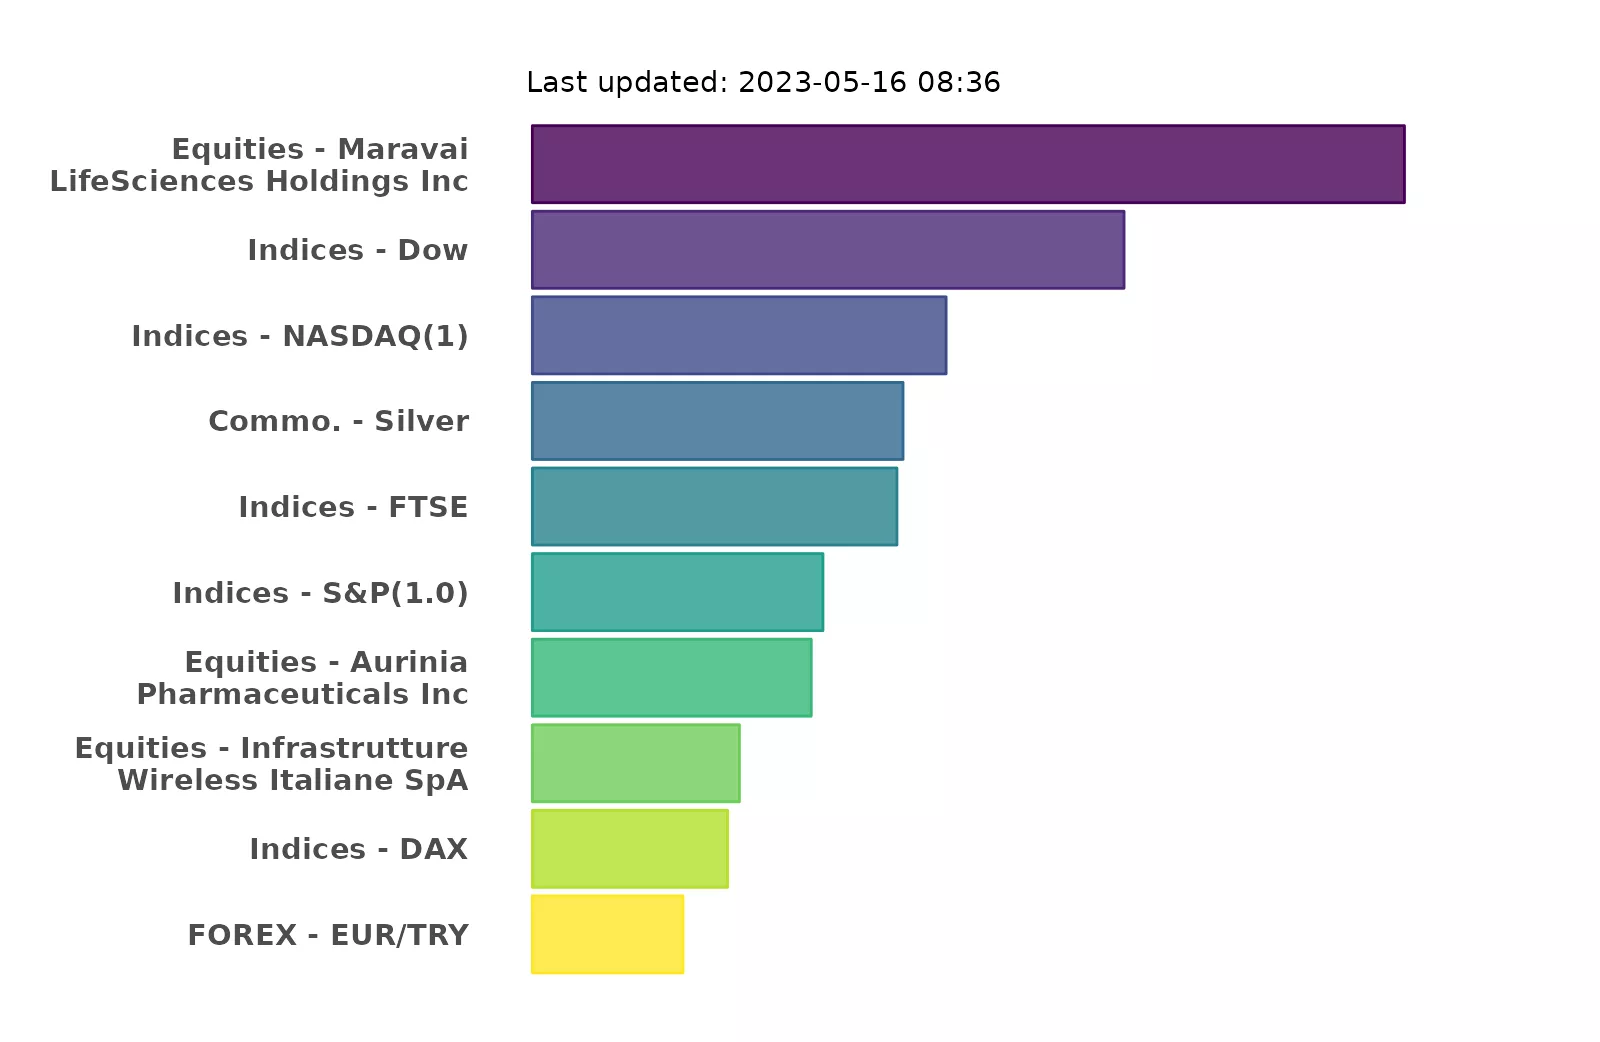 Last updated: 2023-05-16 08:36
Equities - Maravai
LifeSciences Holdings Inc
Indices - Dow
Indices - NASDAQ(1)
Commo. - Silver
Indices - FTSE
Indices - S&P(1.0)
Equities - Aurinia
Pharmaceuticals Inc
Equities - Infrastrutture
Wireless Italiane SpA
Indices - DAX
FOREX - EUR/TRY